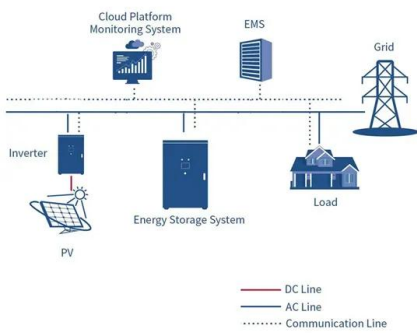 Cloud Platform
Monitoring System
EMS
Grid
Inverter
Energy Storage System
Load
PV
DC Line
AC Line
Communication Line